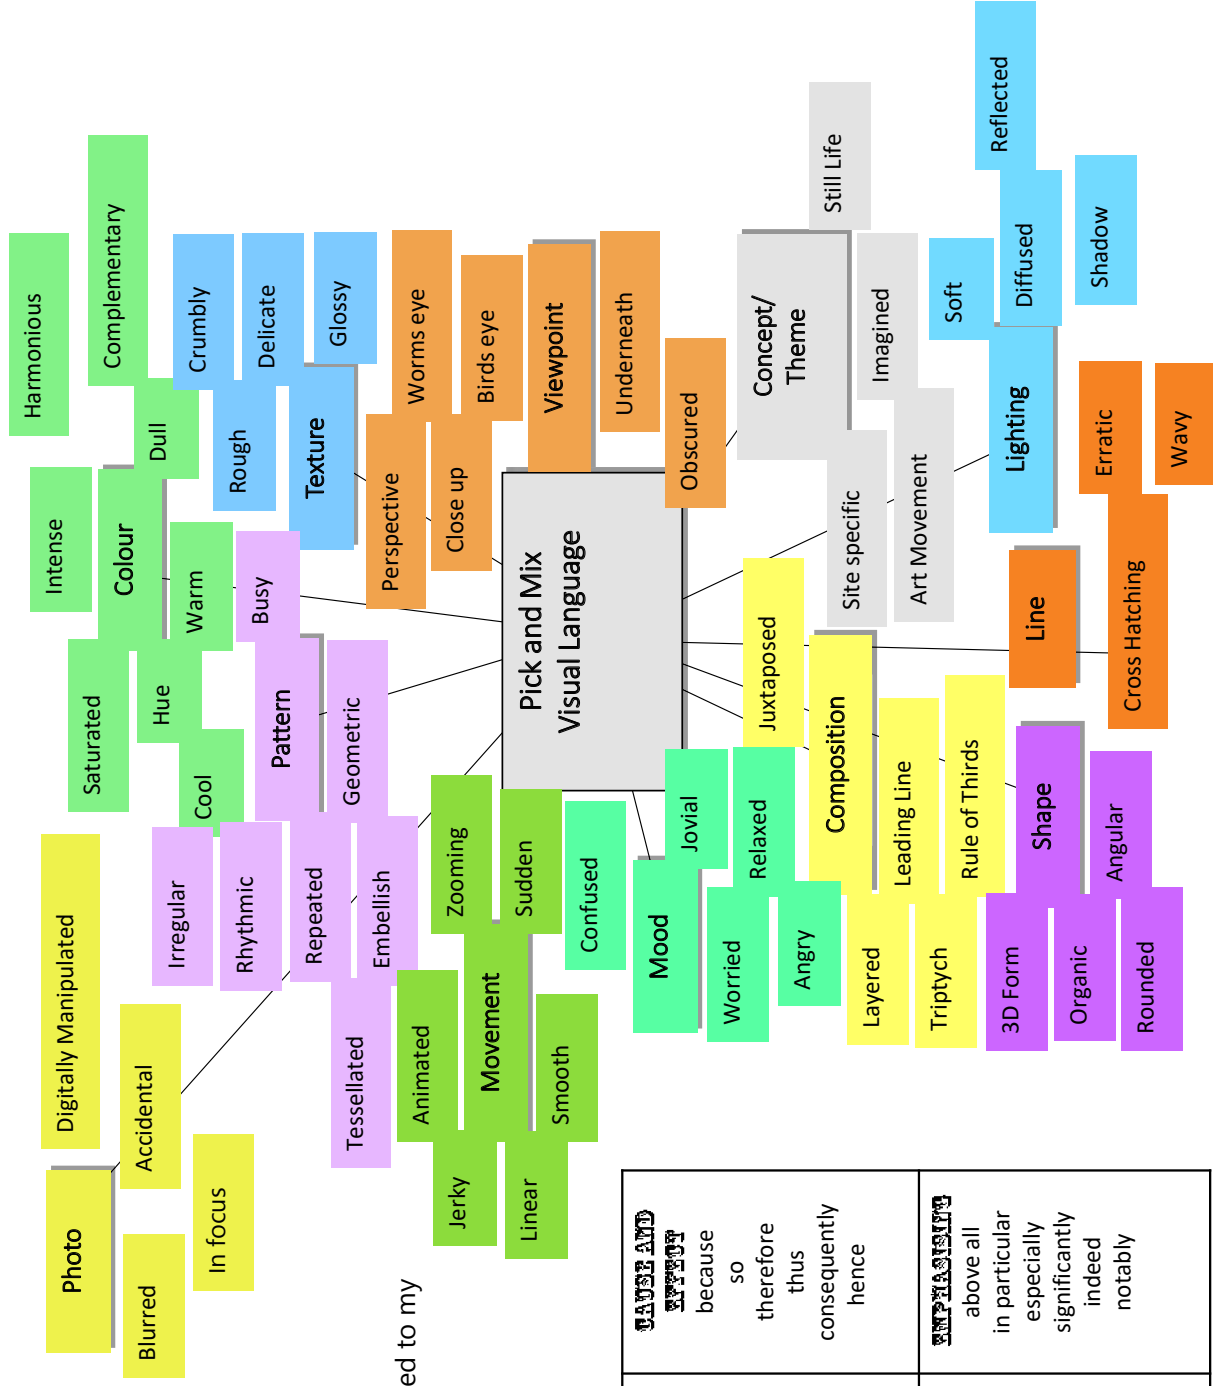 Photo
Blurred
In focus
Accidental
Digitally Manipulated
Saturated
Intense
Harmonious
Colour
Complementary
Hue
Warm
Dull
Cool
Irregular
Rhythmic
Repeated
Embellish
Tessellated
Pattern
Busy
Geometric
Crumbly
Rough
Delicate
Texture
Glossy
Animated
Jerky
Movement
Linear
Smooth
Zooming
Sudden
Perspective
Worms eye
Close up
Birds eye
Viewpoint
Underneath
Obscured
Pick and Mix
Visual Language
Confused
Mood
Jovial
Worried
Relaxed
Angry
Juxtaposed
Composition
Layered
Leading Line
Triptych
Rule of Thirds
Concept/
Theme
Still Life
Site specific
Imagined
Art Movement
Soft
Reflected
Lighting
Diffused
Shadow
3D Form
Shape
Organic
Angular
Rounded
Line
Erratic
Cross Hatching
Wavy
ed to my
CAUSE AND
EFFECT
because
so
therefore
thus
consequently
hence
EMPHASISING
above all
in particular
especially
significantly
indeed
notably